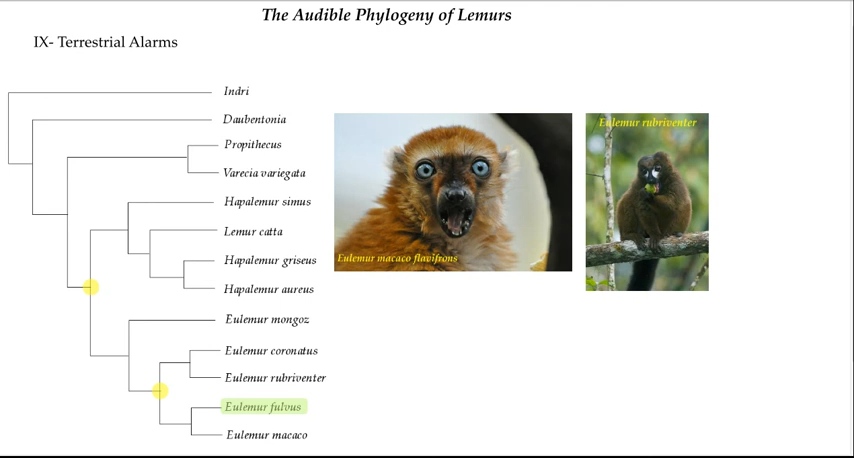 The Audible Phylogeny of Lemurs
IX- Terrestrial Alarms
Indri
Daubentonia
Propithecus
Varecia variegata
Hapalemur simus
Lemur catta
Hapalemur griseus
Hapalemur aureus
Eulemur mongoz
Eulemur coronatus
Eulemur rubriventer
Eulemur fulvus
Eulemur macaco
Eulemur macaco flavifrons
Eulemur rubriventer